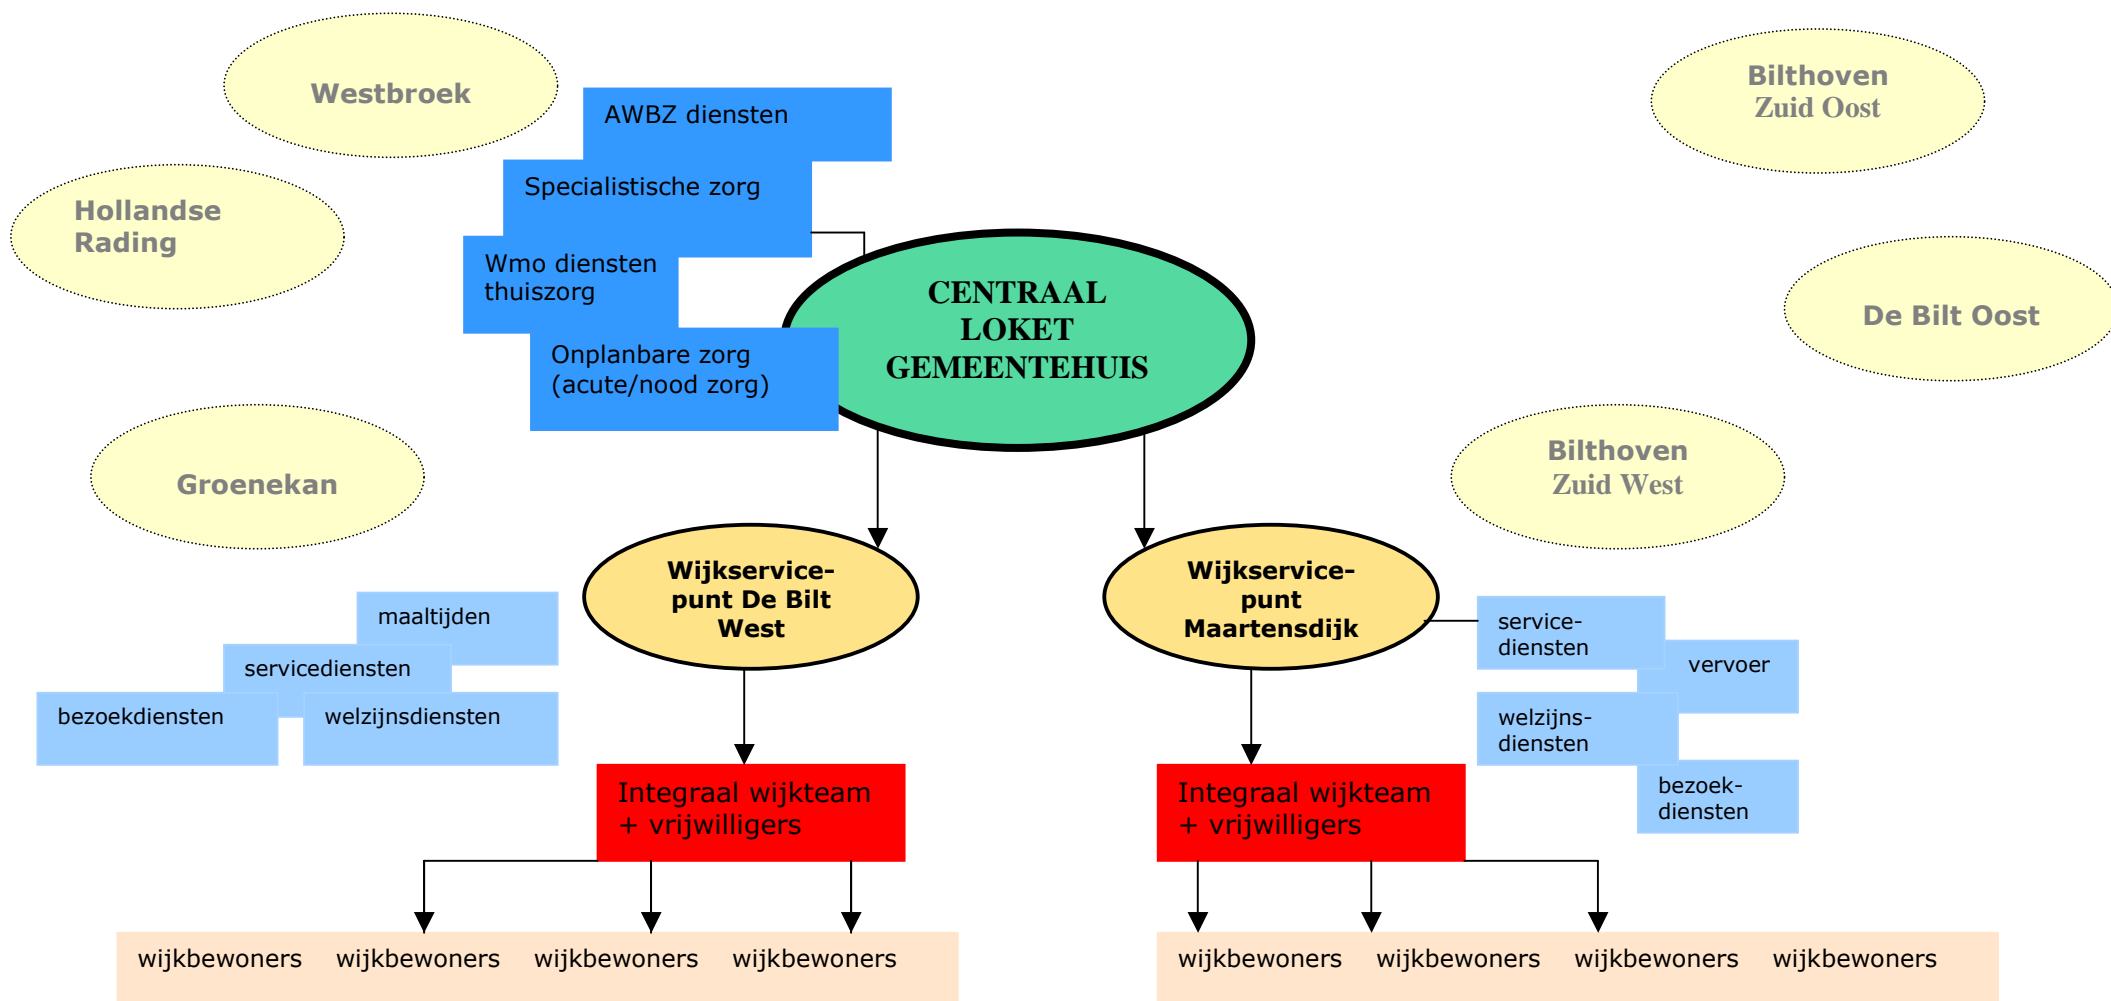 Westbroek
Bilthoven
Zuid Oost
AWBZ diensten
Specialistische zorg
Hollandse
Rading
Wmo diensten
thuiszorg
CENTRAAL
LOKET
GEMEENTEHUIS
De Bilt Oost
Onplanbare zorg
(acute/nood zorg)
Groenekan
Bilthoven
Zuid West
Wijkservice-
punt De Bilt
West
Wijkservice-
punt
Maartensdijk
maaltijden
servicediensten
bezoekdiensten
welzijnsdiensten
service-
diensten
vervoer
welzijns-
diensten
bezoek-
diensten
Integraal wijkteam
+ vrijwilligers
Integraal wijkteam
+ vrijwilligers
wijkbewoners wijkbewoners wijkbewoners wijkbewoners
wijkbewoners wijkbewoners wijkbewoners wijkbewoners